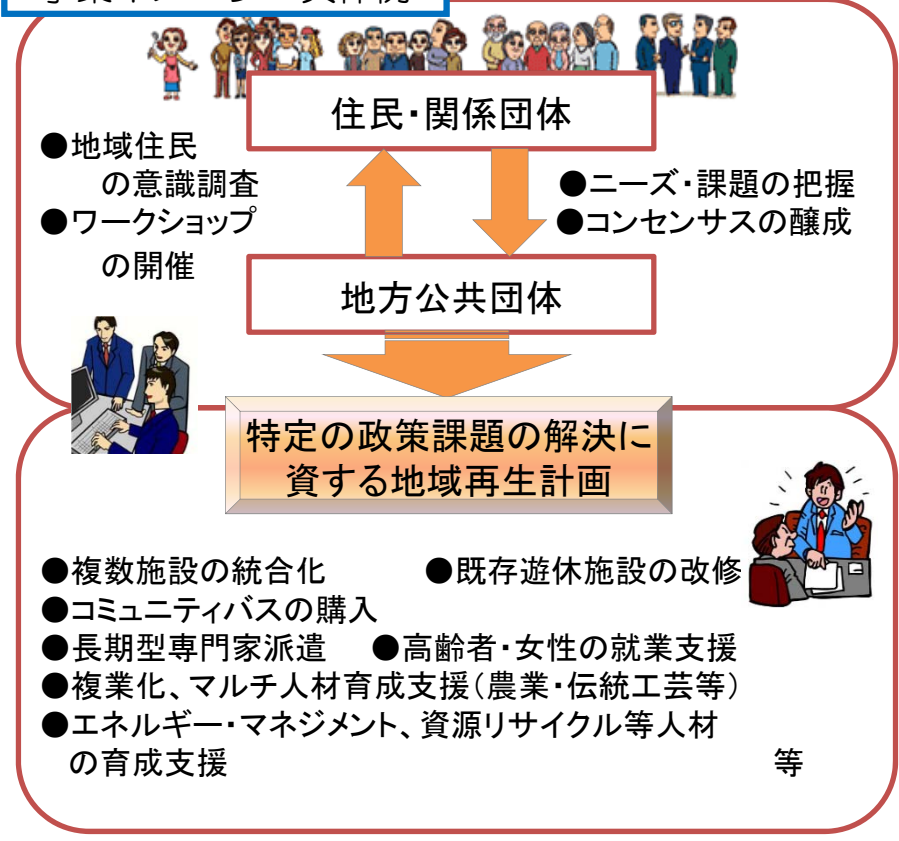 住民・関係団体
●地域住民
の意識調査
●ワークショップ
の開催
●ニーズ・課題の把握
●コンセンサスの醸成
地方公共団体
特定の政策課題の解決に
資する地域再生計画
●複数施設の統合化 ●既存遊休施設の改修
●コミュニティバスの購入
●長期型専門家派遣 ●高齢者・女性の就業支援
●複業化、マルチ人材育成支援(農業・伝統工芸等)
●エネルギー・マネジメント、資源リサイクル等人材
の育成支援 等